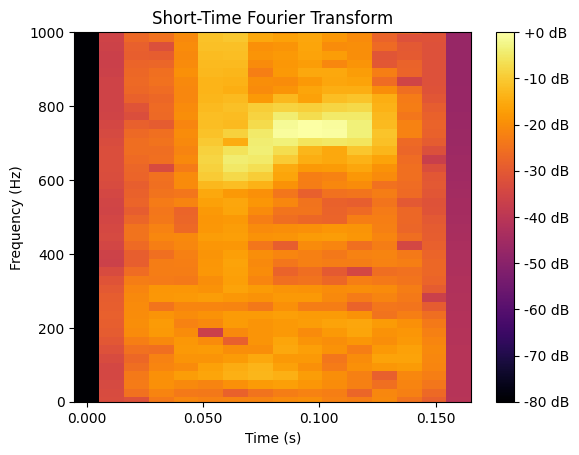 Short-Time Fourier Transform
1000
800
600
400
200
0
Frequency (Hz)
0.000
0.050
0.100
0.150
Time (s)
+0 dB
-10 dB
-20 dB
-30 dB
-40 dB
-50 dB
-60 dB
-70 dB
-80 dB